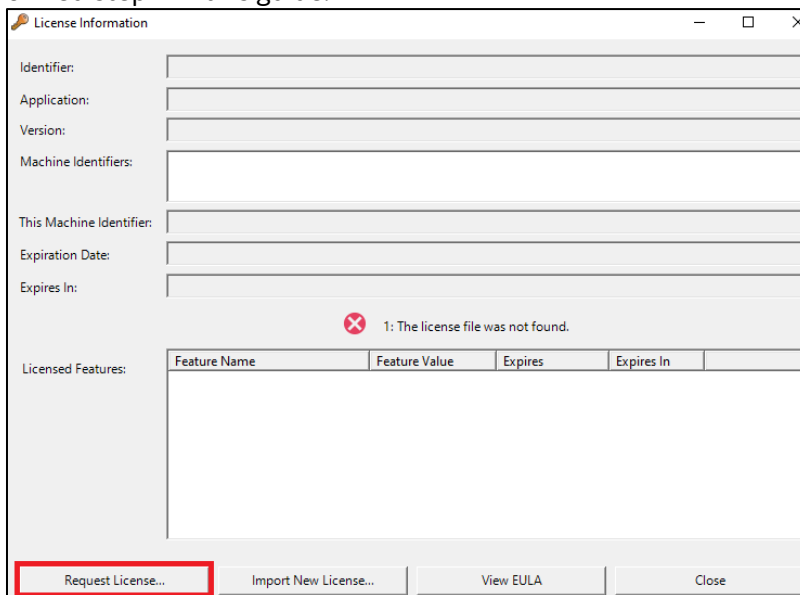 License Information
Identifier:
Application:
Version:
Machine Identifiers:
This Machine Identifier:
Expiration Date:
Expires In:
1: The license file was not found.
Licensed Features:
Feature Name Feature Value Expires Expires In
Request License... Import New License... View EULA Close